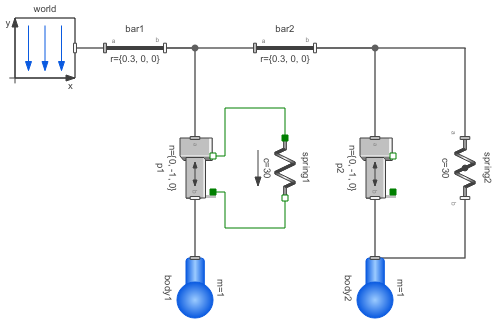 world
y
x
bar1
a b
r={0.3, 0, 0}
bar2
a b
r={0.3, 0, 0}
n={0, -1, 0}
p1
a
b
c=30
spring1
n={0, -1, 0}
p2
a
b
a
c=30
spring2
b
body1
m=1
body2
m=1